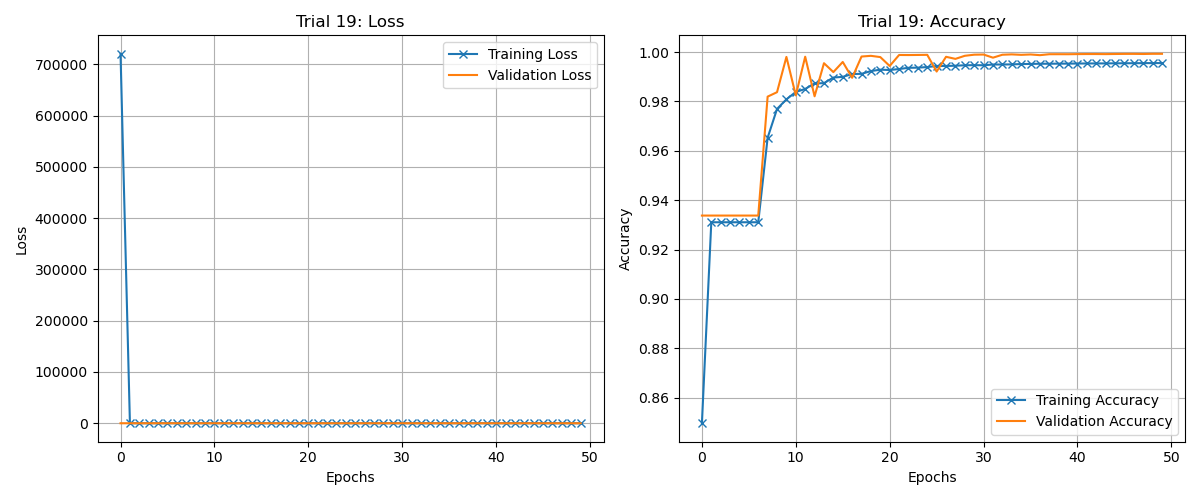 Trial 19: Loss
700000
600000
500000
400000
300000
200000
100000
0
Loss
0 10 20 30 40 50
Epochs
Training Loss
Validation Loss
Trial 19: Accuracy
1.00
0.98
0.96
0.94
0.92
0.90
0.88
0.86
Accuracy
0 10 20 30 40 50
Epochs
Training Accuracy
Validation Accuracy